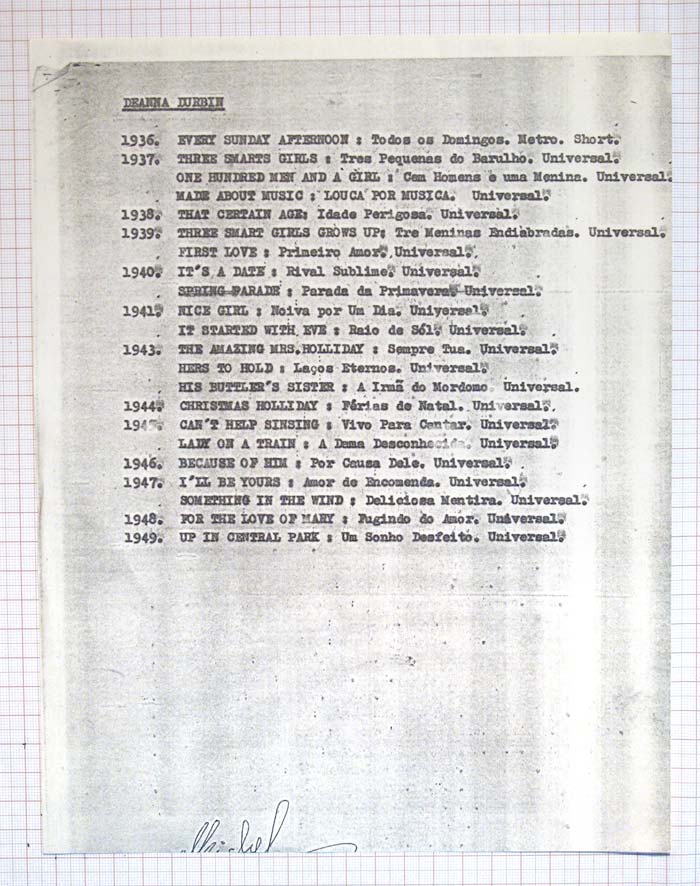 DEANNA DURBIN
1936. EVERY SUNDAY AFTERNOON : Todos os Domingos. Metro. Short.
1937. THREE SMARTS GIRLS : Tres Pequenas do Barulho. Universal.
ONE HUNDRED MEN AND A GIRL : Cem Homens e uma Menina. Universal.
MADE ABOUT MUSIC : LOUCA POR MUSICA. Universal.
1938. THAT CERTAIN AGE: Idade Perigosa. Universal.
1939. THREE SMART GIRLS GROWS UP: Tre Meninas Endiabradas. Universal.
FIRST LOVE : Primeiro Amor. Universal.
1940. IT'S A DATE : Rival Sublime. Universal.
SPRING PARADE : Parada da Primavera. Universal.
1941. NICE GIRL : Noiva por Um Dia. Universal.
IT STARTED WITH EVE : Raio de Sól. Universal.
1943. THE AMAZING MRS.HOLLIDAY : Sempre Tua. Universal.
HERS TO HOLD : Laços Eternos. Universal.
HIS BUTTLER'S SISTER : A Irmã do Mordomo. Universal.
1944. CHRISTMAS HOLLIDAY : Férias de Natal. Universal.
CAN'T HELP SINSING : Vivo Para Cantar. Universal.
LADY ON A TRAIN : A Dama Desconhecida. Universal.
1946. BECAUSE OF HIM : Por Causa Dele. Universal.
1947. I'LL BE YOURS : Amor de Encomenda. Universal.
SOMETHING IN THE WIND : Deliciosa Mentira. Universal.
1948. FOR THE LOVE OF MARY : Fugindo do Amor. Universal.
1949. UP IN CENTRAL PARK : Um Sonho Desfeito. Universal.